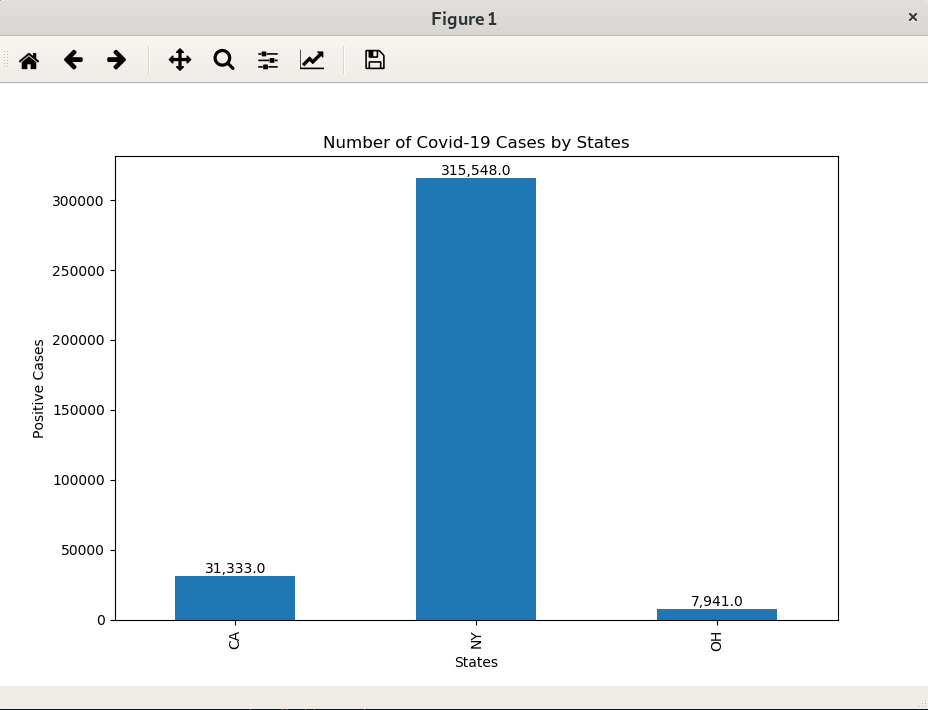 Figure 1
Number of Covid-19 Cases by States
315,548.0
300000
250000
200000
150000
100000
50000
0
Positive Cases
31,333.0
7,941.0
CA
NY
OH
States